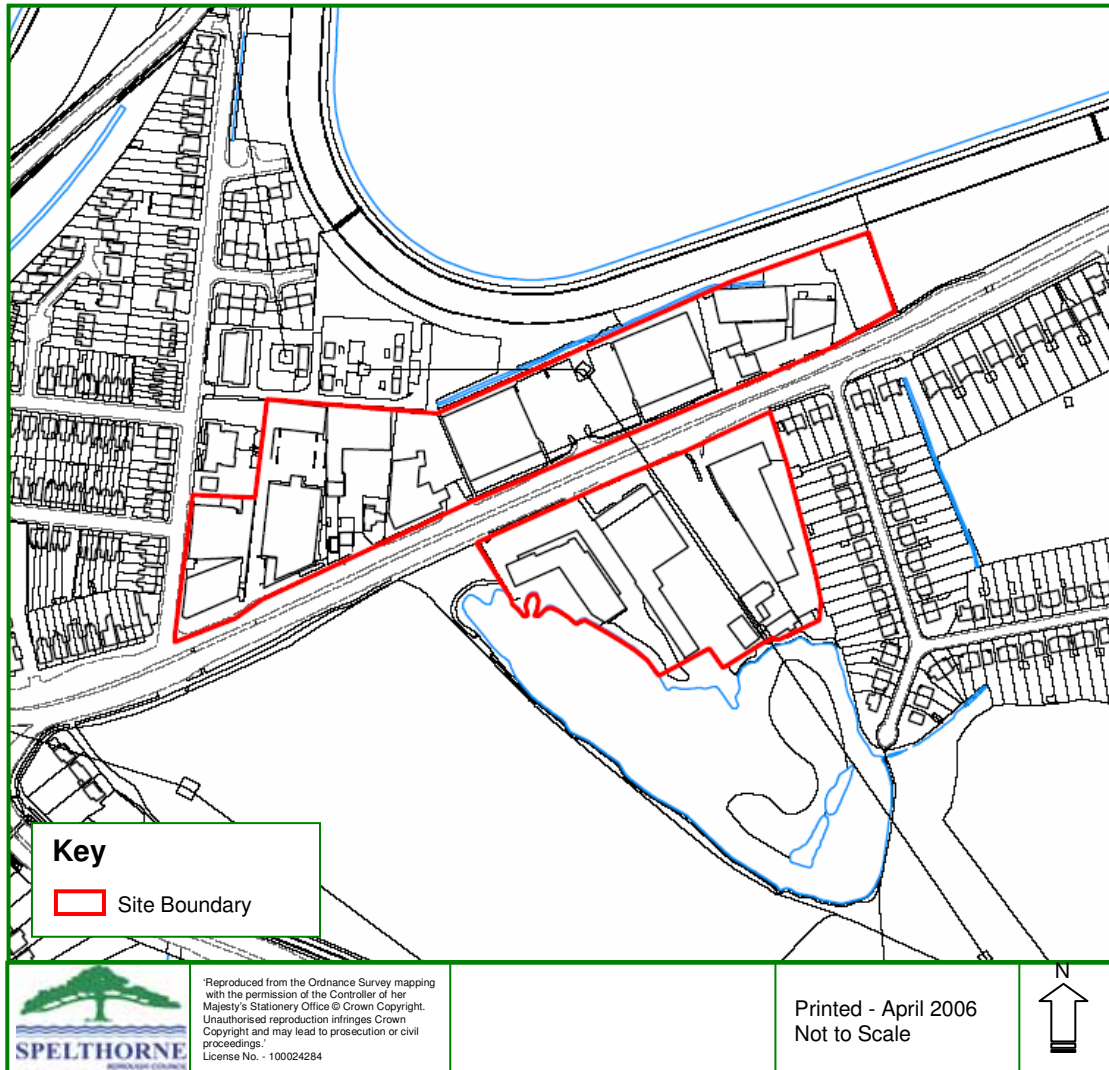 Key
Site Boundary
SPELTHORNE
BOROUGH COUNCIL
'Reproduced from the Ordnance Survey mapping
with the permission of the Controller of her
Majesty's Stationery Office © Crown Copyright.
Unauthorised reproduction infringes Crown
Copyright and may lead to prosecution or civil
proceedings.'
License No. - 100024284
Printed - April 2006
Not to Scale
N